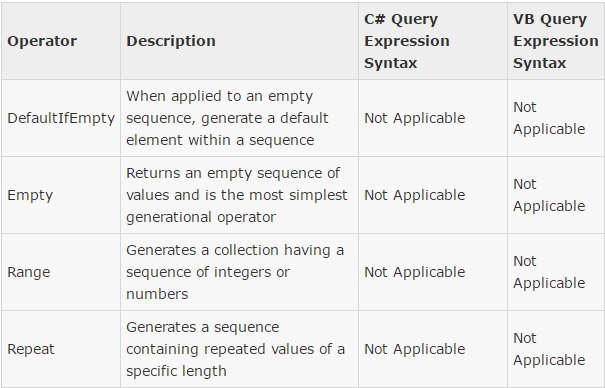 Operator
Description
C# Query
Expression
Syntax
VB Query
Expression
Syntax
DefaultIfEmpty
When applied to an empty
sequence, generate a default
element within a sequence
Not Applicable
Not
Applicable
Empty
Returns an empty sequence of
values and is the most simplest
generational operator
Not Applicable
Not
Applicable
Range
Generates a collection having a
sequence of integers or
numbers
Not Applicable
Not
Applicable
Repeat
Generates a sequence
containing repeated values of a
specific length
Not Applicable
Not
Applicable